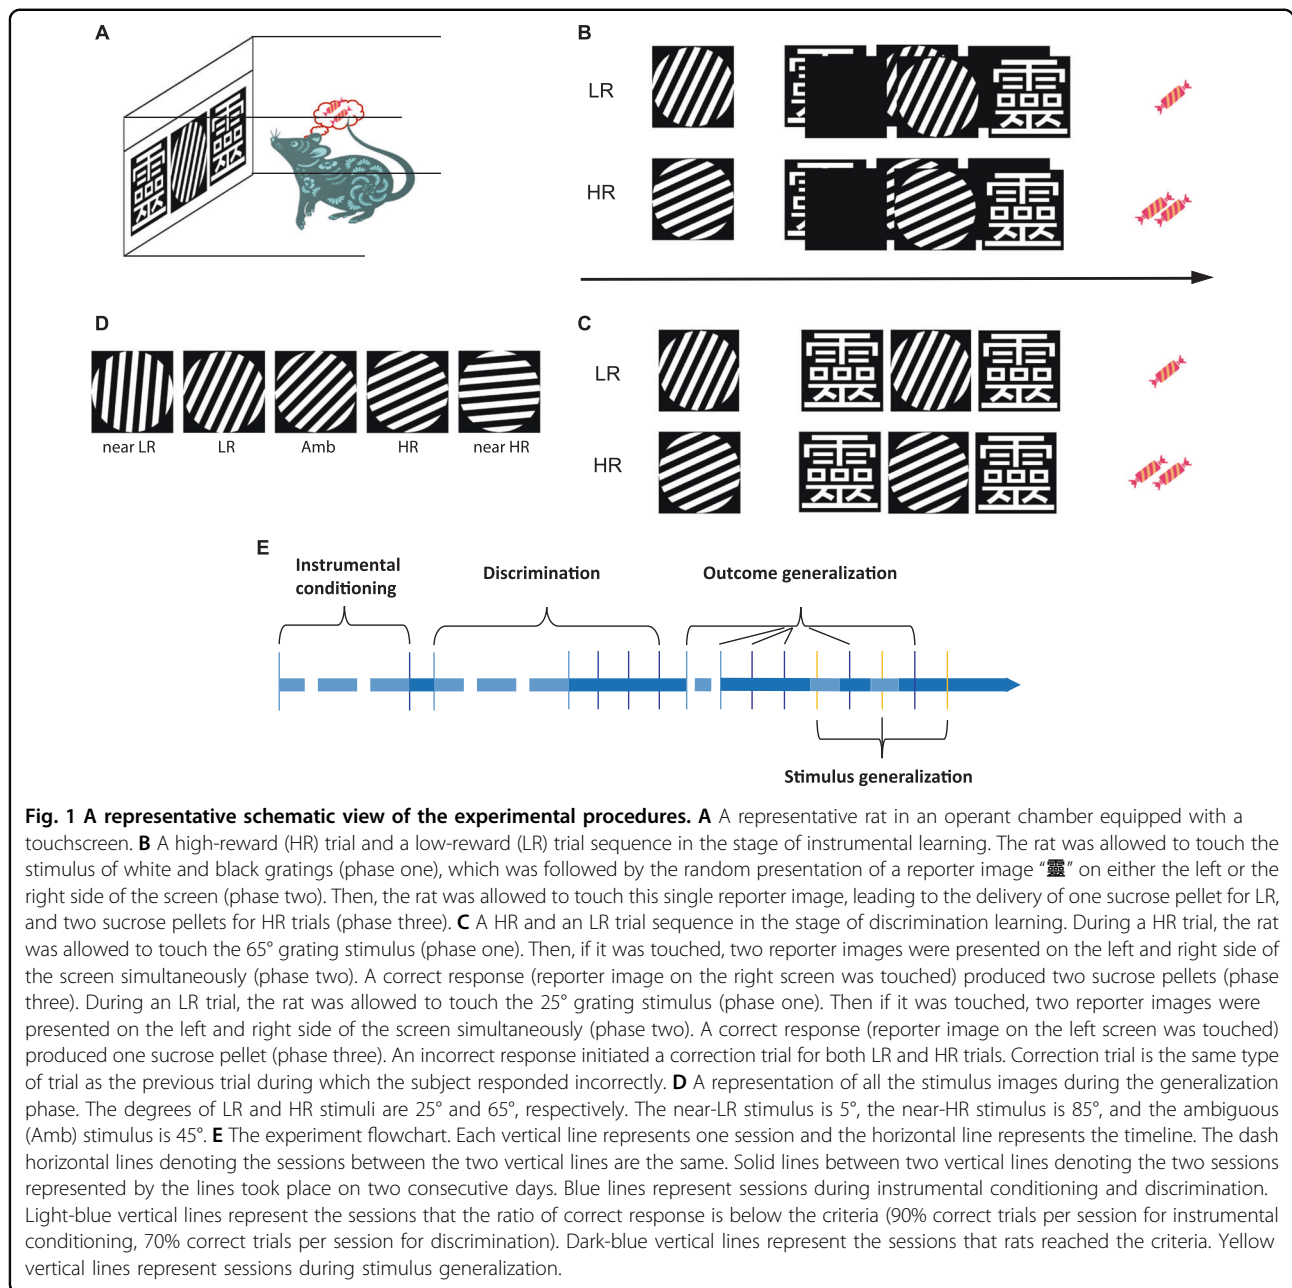 A
靈 靈
B
LR
靈
HR
靈
D
near LR LR Amb HR near HR
C
LR
靈 靈
HR
靈 靈
E
Instrumental
conditioning
Discrimination
Outcome generalization
Stimulus generalization
Fig. 1 A representative schematic view of the experimental procedures. A A representative rat in an operant chamber equipped with a
touchscreen. B A high-reward (HR) trial and a low-reward (LR) trial sequence in the stage of instrumental learning. The rat was allowed to touch the
stimulus of white and black gratings (phase one), which was followed by the random presentation of a reporter image “靈” on either the left or the
right side of the screen (phase two). Then, the rat was allowed to touch this single reporter image, leading to the delivery of one sucrose pellet for LR,
and two sucrose pellets for HR trials (phase three). C A HR and an LR trial sequence in the stage of discrimination learning. During a HR trial, the rat
was allowed to touch the 65° grating stimulus (phase one). Then, if it was touched, two reporter images were presented on the left and right side of
the screen simultaneously (phase two). A correct response (reporter image on the right screen was touched) produced two sucrose pellets (phase
three). During an LR trial, the rat was allowed to touch the 25° grating stimulus (phase one). Then if it was touched, two reporter images were
presented on the left and right side of the screen simultaneously (phase two). A correct response (reporter image on the left screen was touched)
produced one sucrose pellet (phase three). An incorrect response initiated a correction trial for both LR and HR trials. Correction trial is the same type
of trial as the previous trial during which the subject responded incorrectly. D A representation of all the stimulus images during the generalization
phase. The degrees of LR and HR stimuli are 25° and 65°, respectively. The near-LR stimulus is 5°, the near-HR stimulus is 85°, and the ambiguous
(Amb) stimulus is 45°. E The experiment flowchart. Each vertical line represents one session and the horizontal line represents the timeline. The dash
horizontal lines denoting the sessions between the two vertical lines are the same. Solid lines between two vertical lines denoting the two sessions
represented by the lines took place on two consecutive days. Blue lines represent sessions during instrumental conditioning and discrimination.
Light-blue vertical lines represent the sessions that the ratio of correct response is below the criteria (90% correct trials per session for instrumental
conditioning, 70% correct trials per session for discrimination). Dark-blue vertical lines represent the sessions that rats reached the criteria. Yellow
vertical lines represent sessions during stimulus generalization.